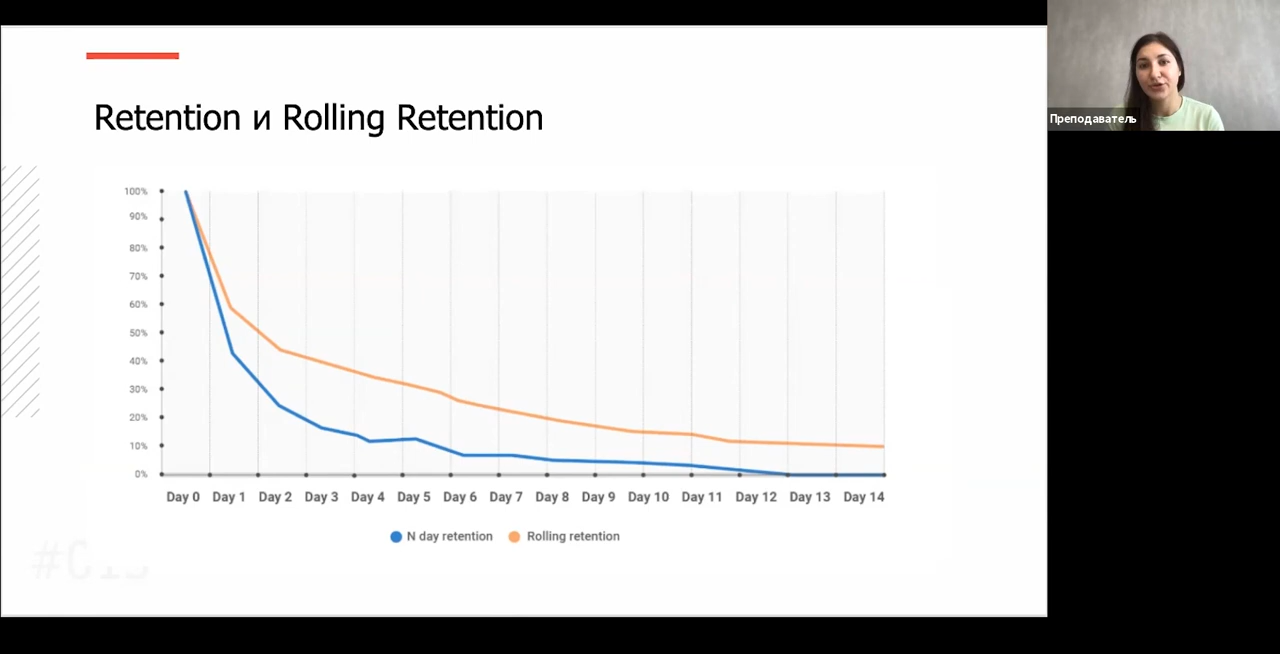 Retention и Rolling Retention
Преподаватель
100%
90%
80%
70%
60%
50%
40%
30%
20%
10%
0%
Day 0 Day 1 Day 2 Day 3 Day 4 Day 5 Day 6 Day 7 Day 8 Day 9 Day 10 Day 11 Day 12 Day 13 Day 14
N day retention Rolling retention